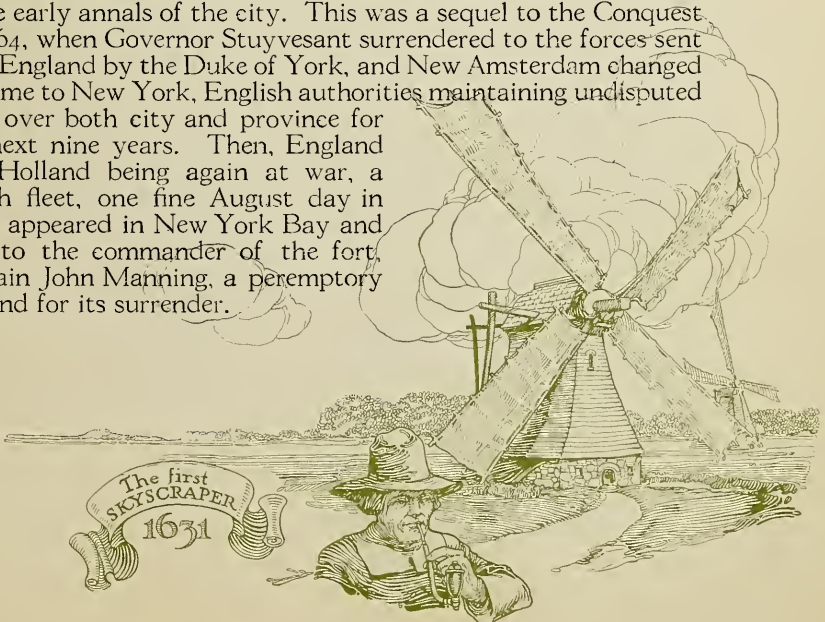 e early annals of the city. This was a sequel to the Conquest
64, when Governor Stuyvesant surrendered to the forces sent
England by the Duke of York, and New Amsterdam changed
me to New York, English authorities maintaining undisputed
over both city and province for
next nine years. Then, England
Holland being again at war, a
h fleet, one fine August day in
appeared in New York Bay and
to the commander of the fort,
ain John Manning, a peremptory
nd for its surrender.
The first
SKYSCRAPER
1631